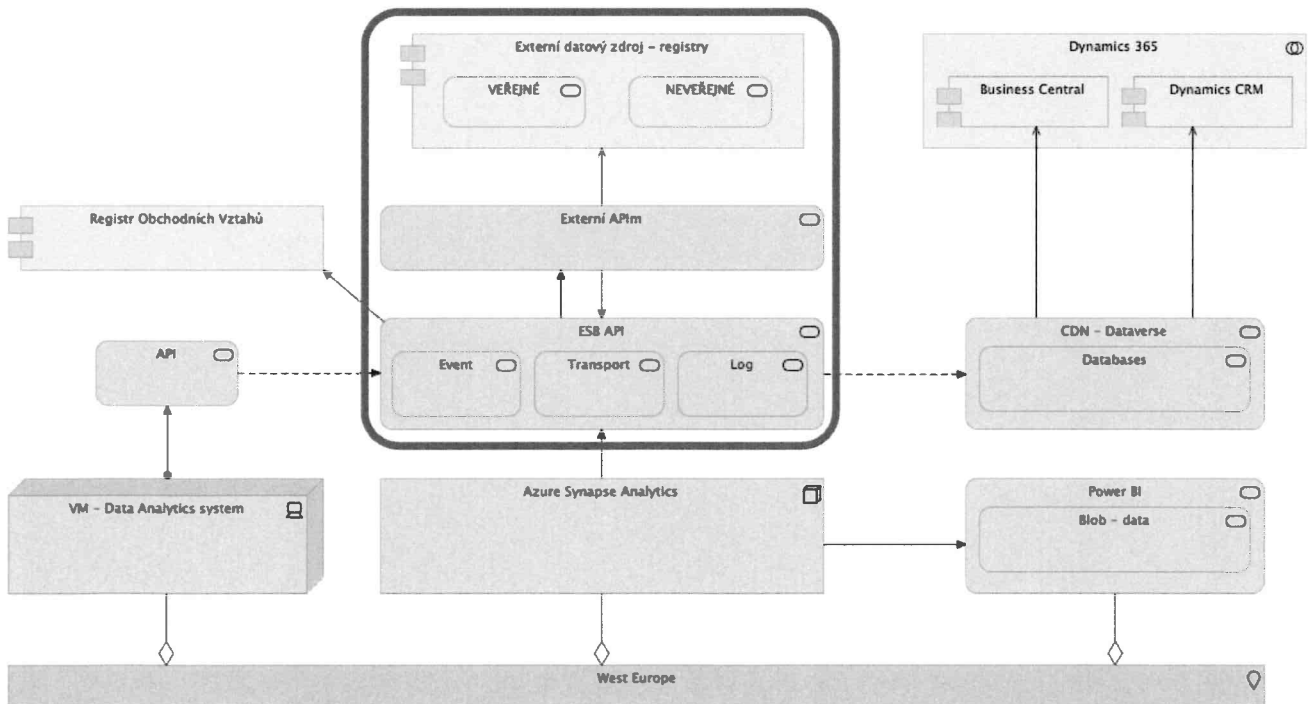 Externí datový zdroj – registry
VEŘEJNÉ
NEVEŘEJNÉ
Dynamics 365
Business Central
Dynamics CRM
Registr Obchodních Vztahů
Externí APIm
ESB API
Event
Transport
Log
API
CDN – Dataverse
Databases
VM – Data Analytics system
Azure Synapse Analytics
Power BI
Blob – data
West Europe